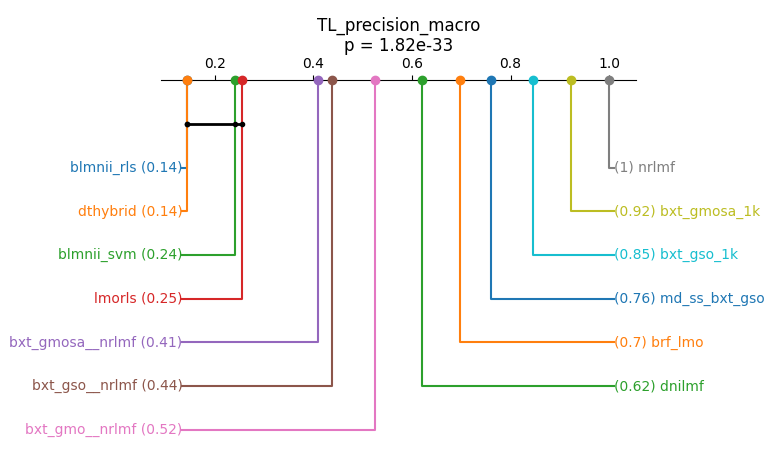 TL_precision_macro
p = 1.82e-33
0.2 0.4 0.6 0.8 1.0
blmnii_rls (0.14)
dthybrid (0.14)
blmnii_svm (0.24)
lmorls (0.25)
bxt_gmosa__nrlmf (0.41)
bxt_gso__nrlmf (0.44)
bxt_gmo__nrlmf (0.52)
(1) nrlmf
(0.92) bxt_gmosa_1k
(0.85) bxt_gso_1k
(0.76) md_ss_bxt_gso
(0.7) brf_lmo
(0.62) dnilmf